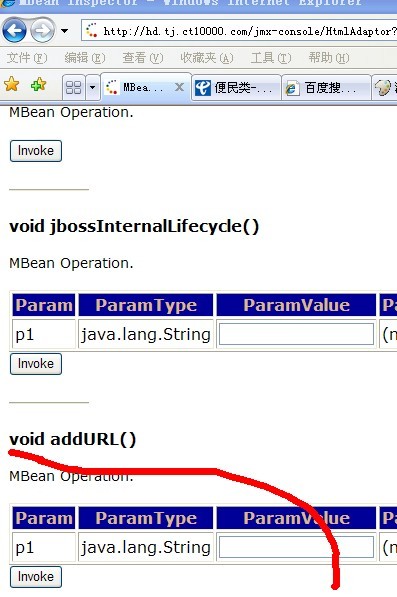 MBean Inspector - Windows Internet Explorer
http://hd.tj.ct10000.com/jmx-console/HtmlAdaptor?
文件(F) 编辑(E) 查看(V) 收藏夹(A) 工具(T) 帮助(H)
MBea... 便民类-... 百度搜...
MBean Operation.
Invoke
void jbossInternalLifecycle()
MBean Operation.
Param ParamType ParamValue P
p1 java.lang.String (n
Invoke
void addURL()
MBean Operation.
Param ParamType ParamValue P
p1 java.lang.String (n
Invoke